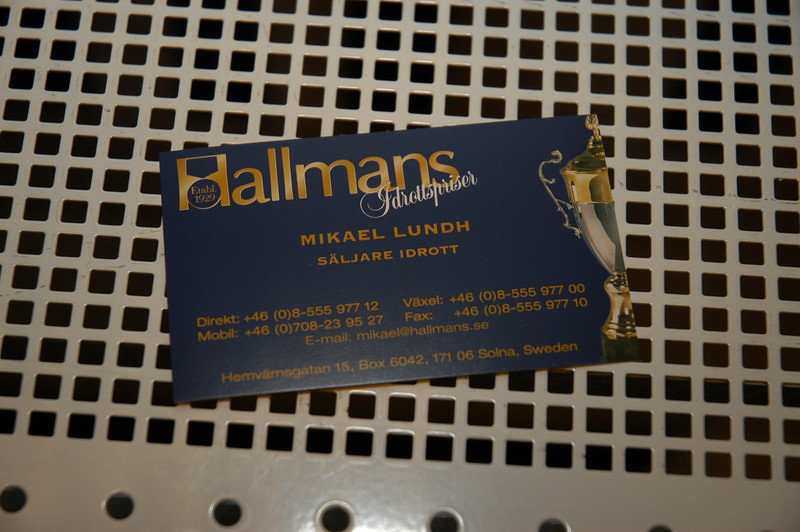 Hallmans
Etabl.
1929
Idrottspriser
MIKAEL LUNDH
SÄLJARE IDROTT
Direkt: +46 (0)8-555 977 12 Växel: +46 (0)8-555 977 00
Mobil: +46 (0)708-23 95 27 Fax: +46 (0)8-555 977 10
E-mail: mikael@hallmans.se
Hemvärnsgatan 15, Box 6042, 171 06 Solna, Sweden